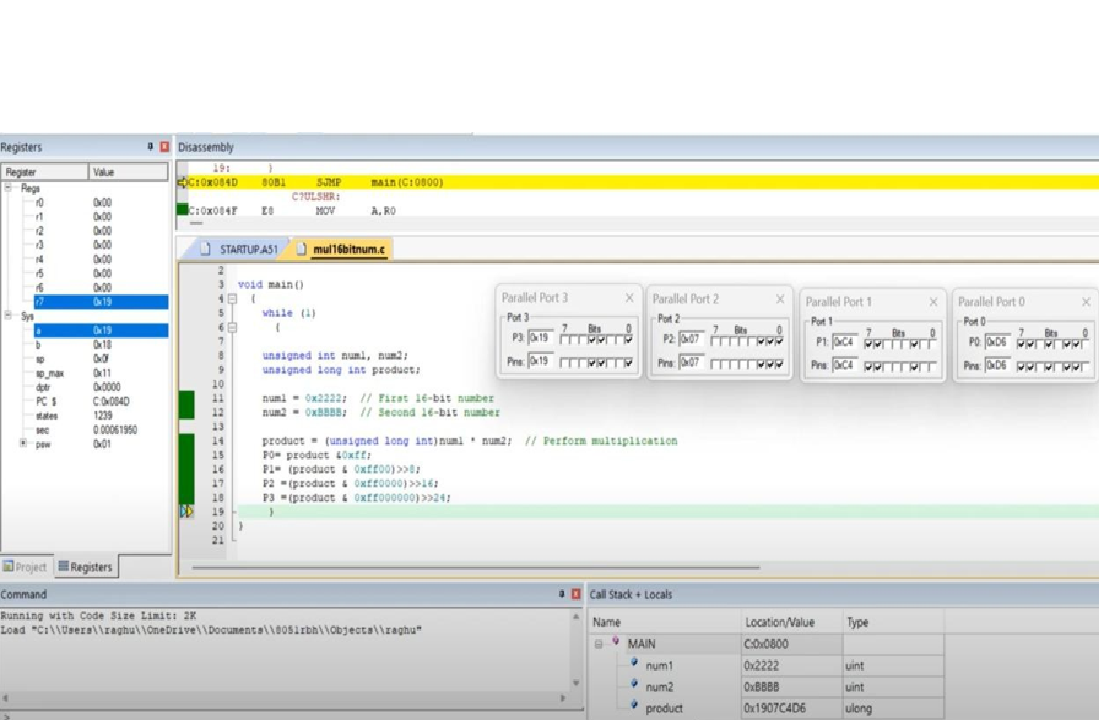 Registers
Register Value
Regs
r0 0x00
r1 0x00
r2 0x00
r3 0x00
r4 0x00
r5 0x00
r6 0x00
r7 0x19
Sys
a 0x19
b 0x18
sp 0x0f
sp_max 0x11
dptr 0x0000
PC $ C:0x084D
states 1239
sec 0.00061950
psw 0x01
Project Registers
Disassembly
19: }
C:0x084D 80B1 SJMP main(C:0800)
C?ULSHR:
C:0x084F E8 MOV A,R0
STARTUP.A51 mul16bitnum.c
2
3 void main()
4 {
5 while (1)
6 {
7
8 unsigned int num1, num2;
9 unsigned long int product;
10
11 num1 = 0x2222; // First 16-bit number
12 num2 = 0xBBBB; // Second 16-bit number
13
14 product = (unsigned long int)num1 * num2; // Perform multiplication
15 P0= product &0xff;
16 P1= (product & 0xff00)>>8;
17 P2 =(product & 0xff0000)>>16;
18 P3 =(product & 0xff000000)>>24;
19 }
20 }
21
Parallel Port 3
Port 3
P3: 0x19 7 Bits 0
Pins: 0x19
Parallel Port 2
Port 2
P2: 0x07 7 Bits 0
Pins: 0x07
Parallel Port 1
Port 1
P1: 0xC4 7 Bits 0
Pins: 0xC4
Parallel Port 0
Port 0
P0: 0xD6 7 Bits 0
Pins: 0xD6
Command
Running with Code Size Limit: 2K
Load "C:\\Users\\raghu\\OneDrive\\Documents\\8051rbh\\Objects\\raghu"
>
Call Stack + Locals
Name Location/Value Type
MAIN C:0x0800
num1 0x2222 uint
num2 0xBBBB uint
product 0x1907C4D6 ulong